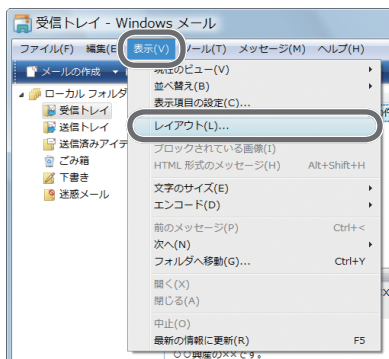 受信トレイ - Windows メール
ファイル(F) 編集(E 表示(V) ツール(T) メッセージ(M) ヘルプ(H)
メールの作成
現在のビュー(V)
並べ替え(B)
表示項目の設定(C)...
レイアウト(L)...
ブロックされている画像(I)
HTML 形式のメッセージ(H) Alt+Shift+H
文字のサイズ(E)
エンコード(D)
前のメッセージ(P) Ctrl+<
次へ(N)
フォルダへ移動(G)... Ctrl+Y
開く(X)
閉じる(A)
中止(O)
最新の情報に更新(R) F5
ローカル フォルダ
受信トレイ
送信トレイ
送信済みアイテ
ごみ箱
下書き
迷惑メール
○○興産の××です。